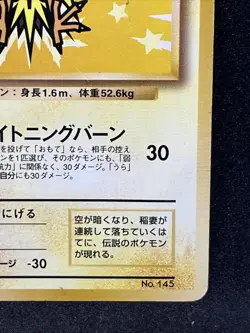 ン：身長1.6m、体重52.6kg
イトニングバーン 30
を投げて「おもて」なら、相手の控え
ンを1匹選び、そのポケモンにも、「弱
抗力」に関係なく、30ダメージ。「うら」
自分にも30ダメージ。
にげる
空が暗くなり、稲妻が
連続して落ちていくは
てに、伝説のポケモン
が現れる。
ージ -30
No.145